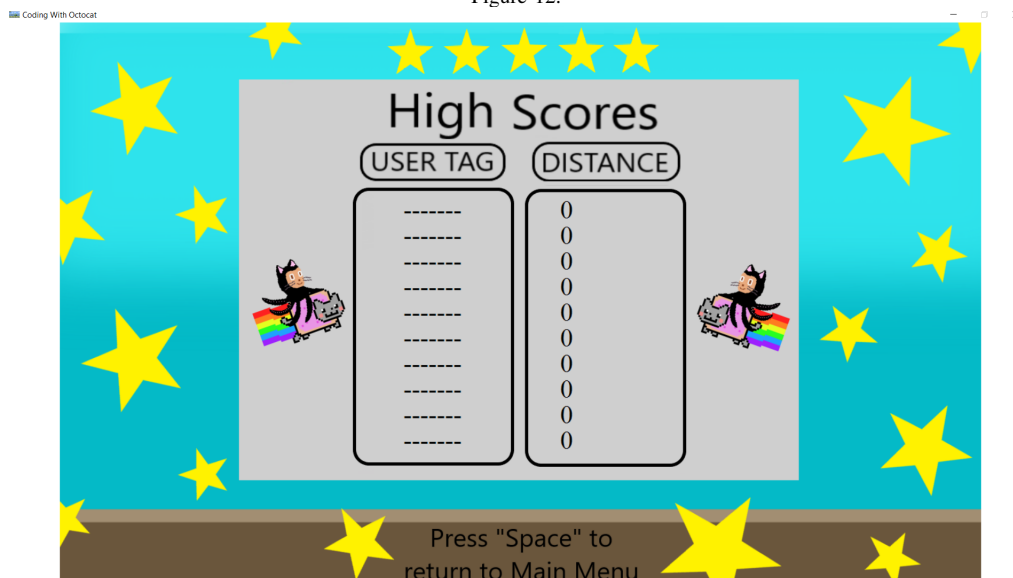 Figure 12.
Coding With Octocat
High Scores
USER TAG DISTANCE
------- 0
------- 0
------- 0
------- 0
------- 0
------- 0
------- 0
------- 0
------- 0
------- 0
Press "Space" to
return to Main Menu